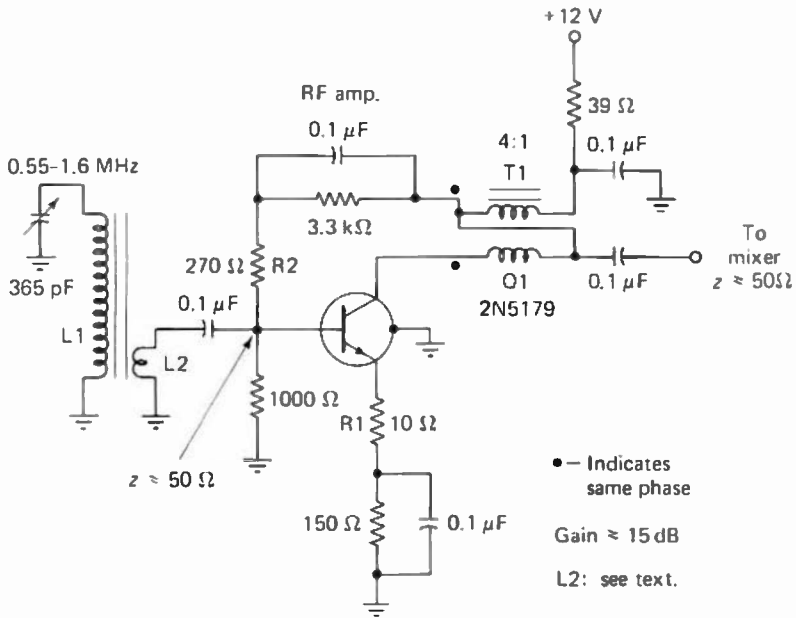 +12 V
RF amp.
39 Ω
0.1 μF
4:1
0.1 μF
T1
0.55–1.6 MHz
3.3 kΩ
To
mixer
z ≈ 50Ω
270 Ω
R2
365 pF
0.1 μF
Q1
0.1 μF
2N5179
L1
L2
1000 Ω
R1
10 Ω
z ≈ 50 Ω
● – Indicates
same phase
150 Ω
0.1 μF
Gain ≈ 15 dB
L2: see text.